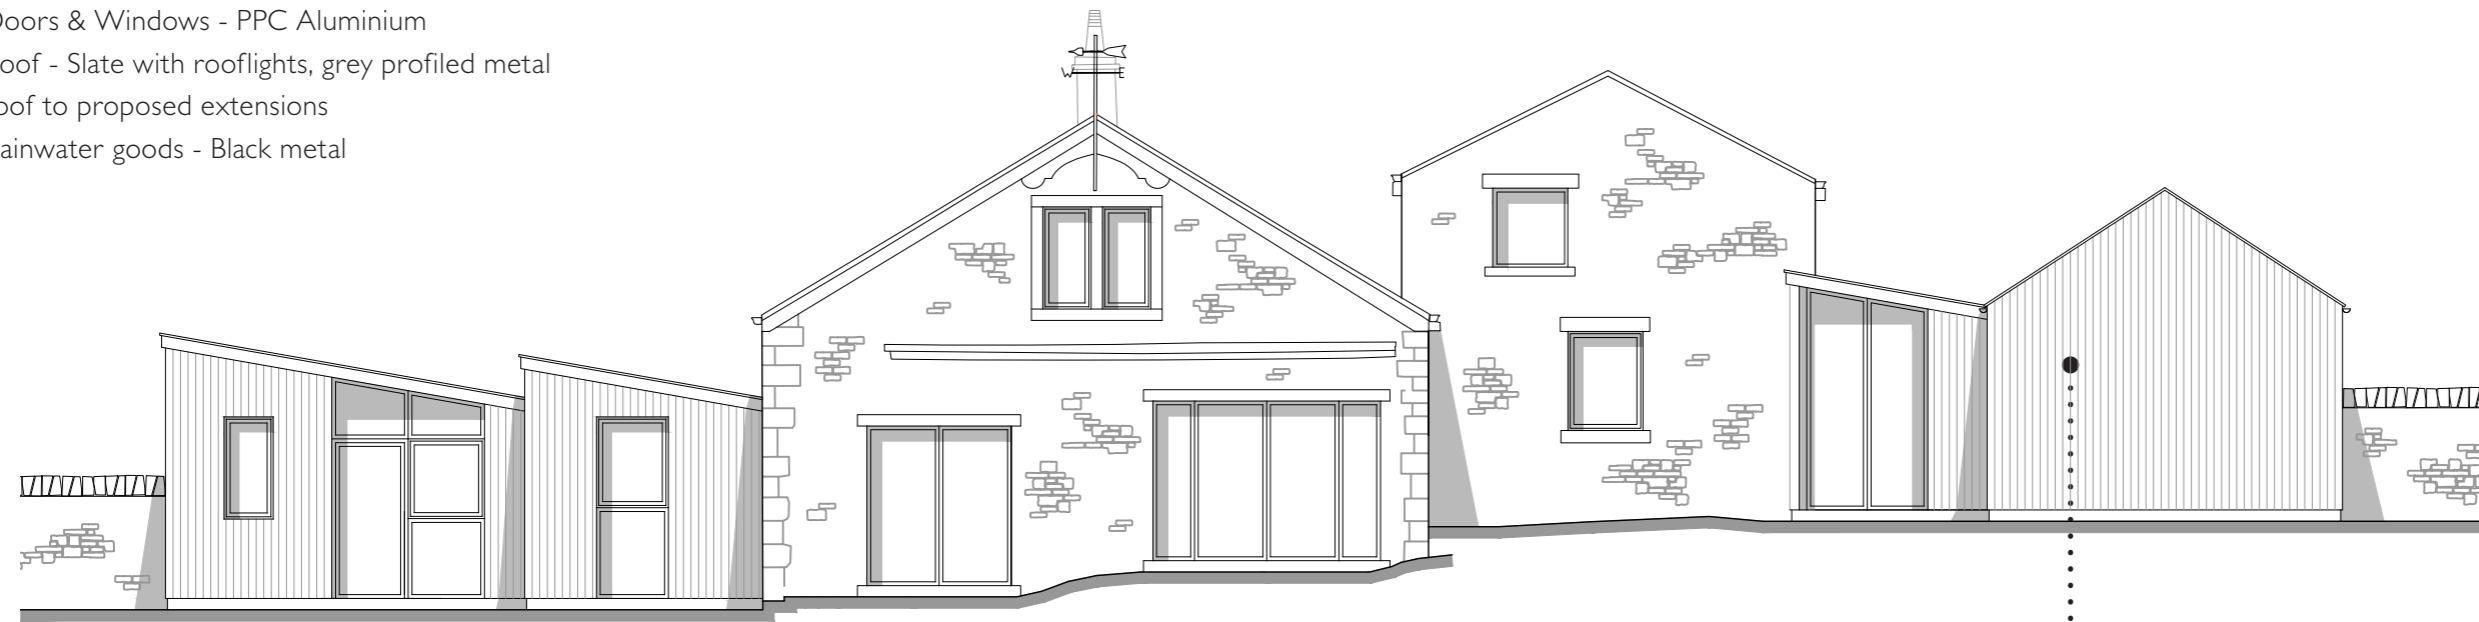 Doors & Windows - PPC Aluminium
oof - Slate with rooflights, grey profiled metal
oof to proposed extensions
ainwater goods - Black metal
W E